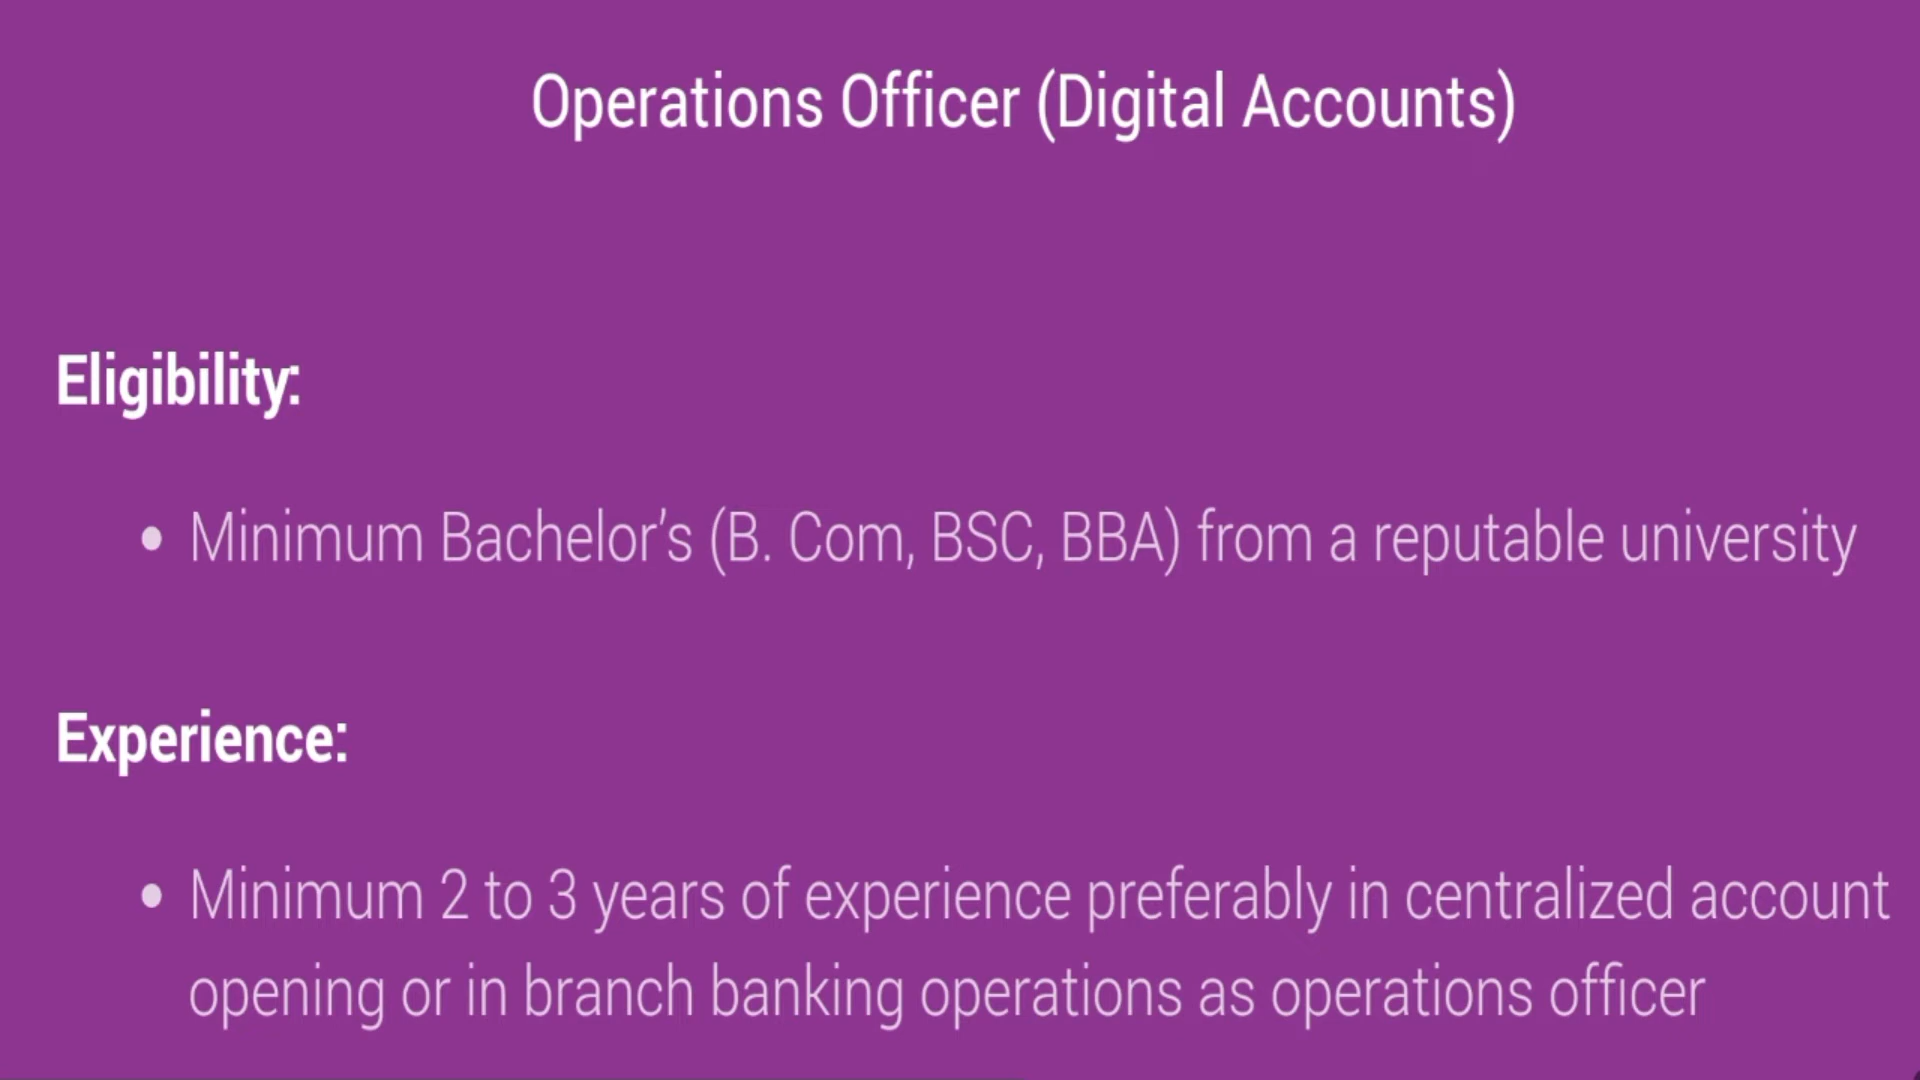 Operations Officer (Digital Accounts)
Eligibility:
• Minimum Bachelor’s (B. Com, BSC, BBA) from a reputable university
Experience:
• Minimum 2 to 3 years of experience preferably in centralized account
opening or in branch banking operations as operations officer